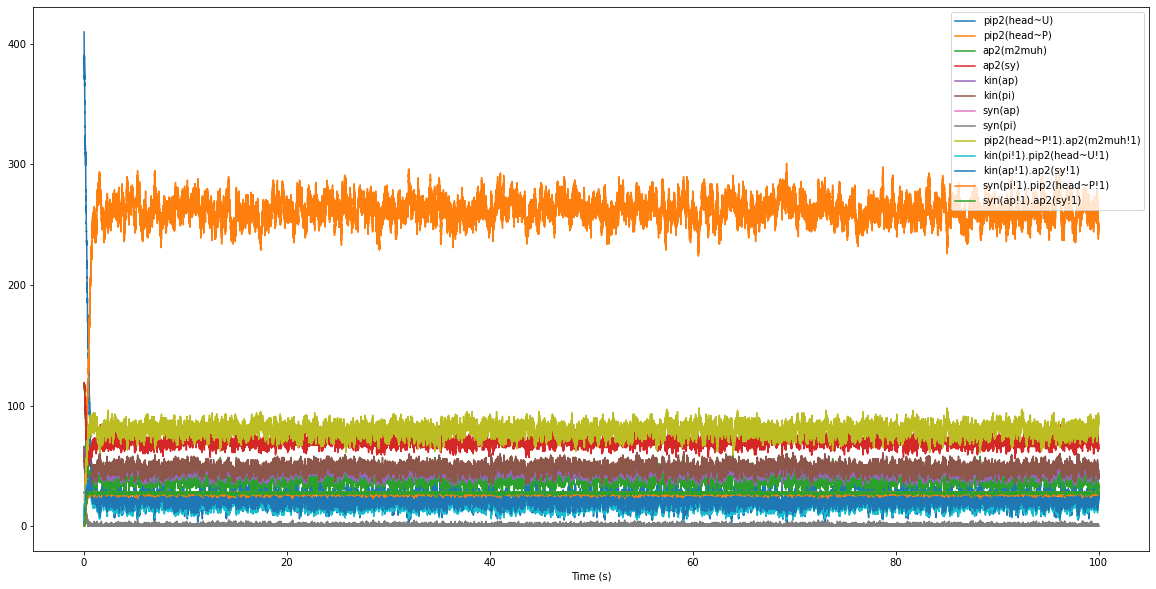 400
300
200
100
0
pip2(head~U)
pip2(head~P)
ap2(m2muh)
ap2(sy)
kin(ap)
kin(pi)
syn(ap)
syn(pi)
pip2(head~P!1).ap2(m2muh!1)
kin(pi!1).pip2(head~U!1)
kin(ap!1).ap2(sy!1)
syn(pi!1).pip2(head~P!1)
syn(ap!1).ap2(sy!1)
0 20 40 60 80 100
Time (s)